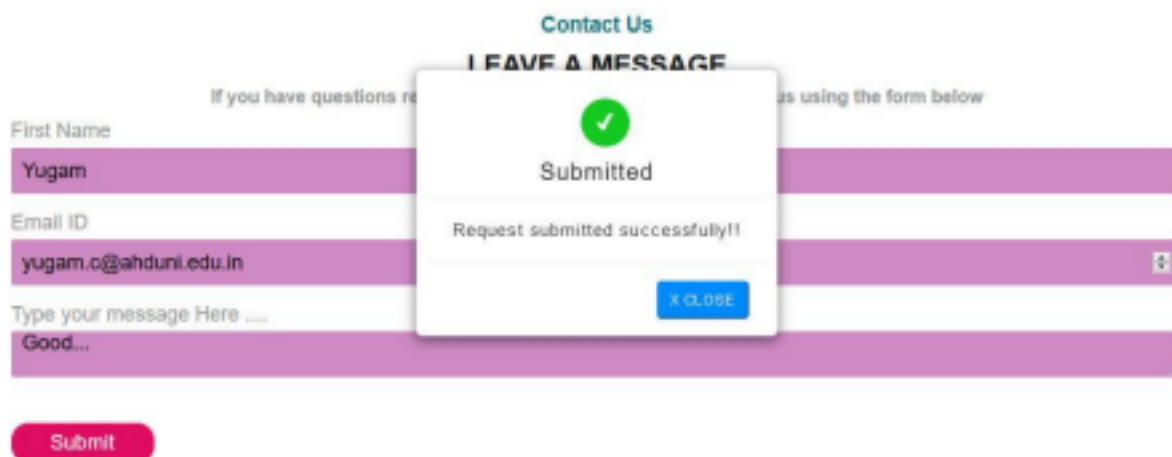 Contact Us
LEAVE A MESSAGE
If you have questions re
us using the form below
First Name
Yugam
Email ID
yugam.c@ahduni.edu.in
Type your message Here ....
Good...
Submit
✓
Submitted
Request submitted successfully!!
X CLOSE